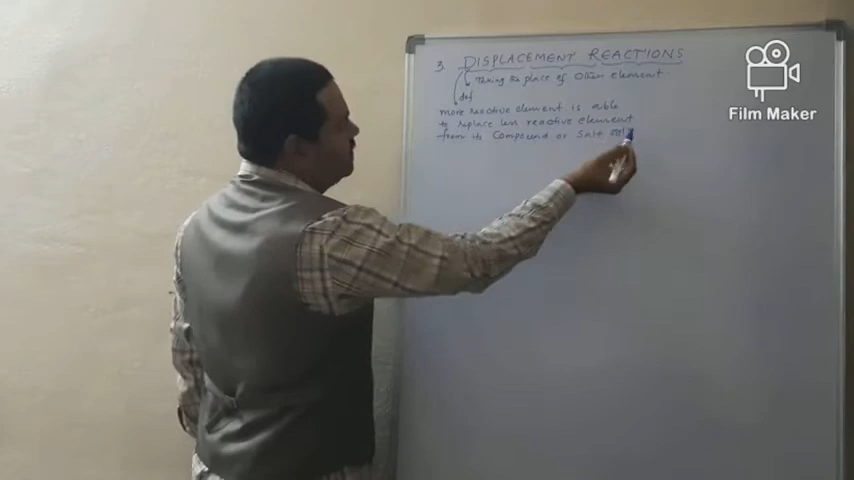 3. DISPLACEMENT REACTIONS
Taking the place of other element.
def
more reactive element is able
to replace less reactive element
from its Compound or salt
Film Maker